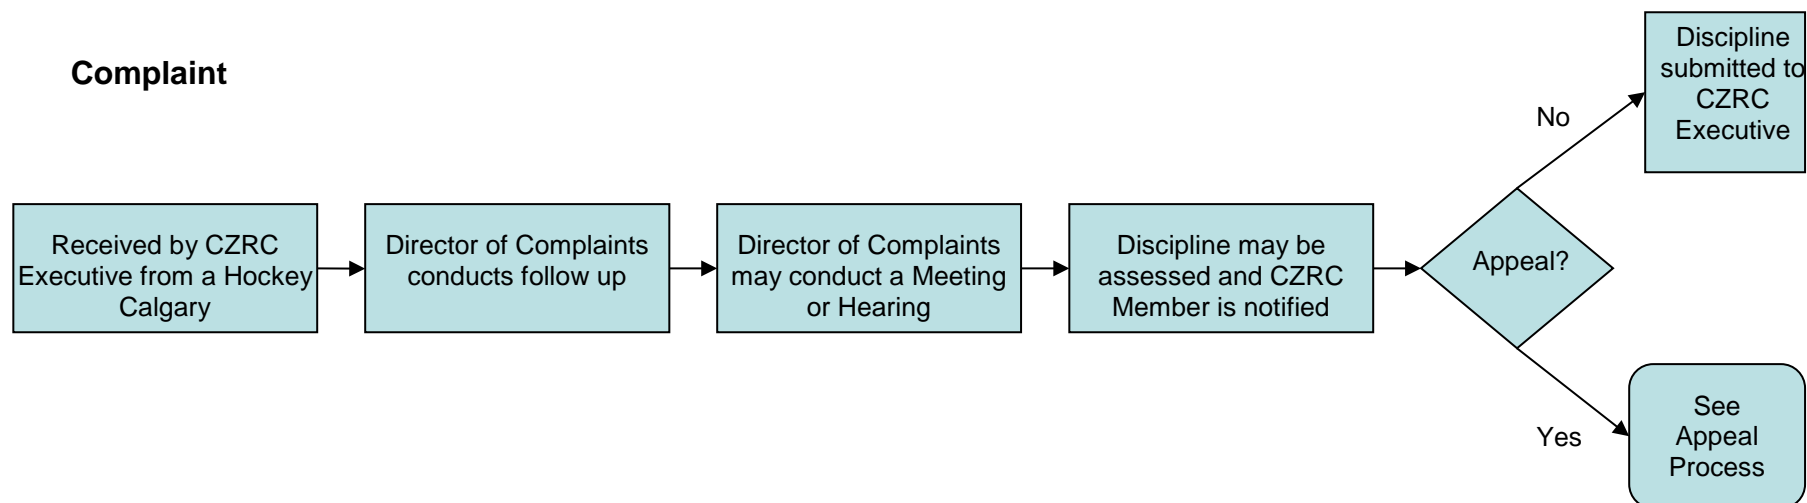 Complaint
Received by CZRC
Executive from a Hockey
Calgary
Director of Complaints
conducts follow up
Director of Complaints
may conduct a Meeting
or Hearing
Discipline may be
assessed and CZRC
Member is notified
Appeal?
No
Discipline
submitted to
CZRC
Executive
Yes
See
Appeal
Process